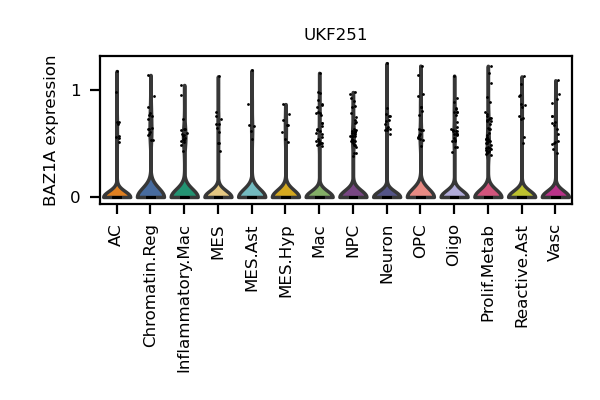 UKF251
BAZ1A expression
1
0
AC
Chromatin.Reg
Inflammatory.Mac
MES
MES.Ast
MES.Hyp
Mac
NPC
Neuron
OPC
Oligo
Prolif.Metab
Reactive.Ast
Vasc